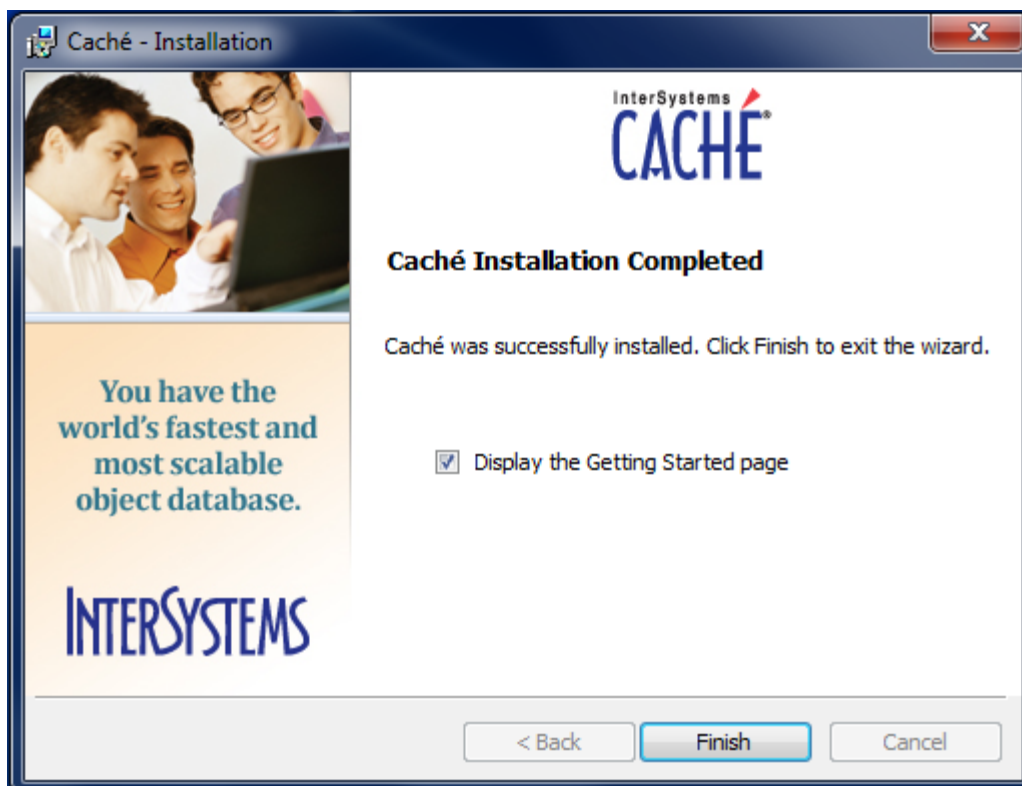 Caché - Installation
InterSystems
CACHÉ®
Caché Installation Completed
Caché was successfully installed. Click Finish to exit the wizard.
You have the
world's fastest and
most scalable
object database.
Display the Getting Started page
INTERSYSTEMS
< Back
Finish
Cancel